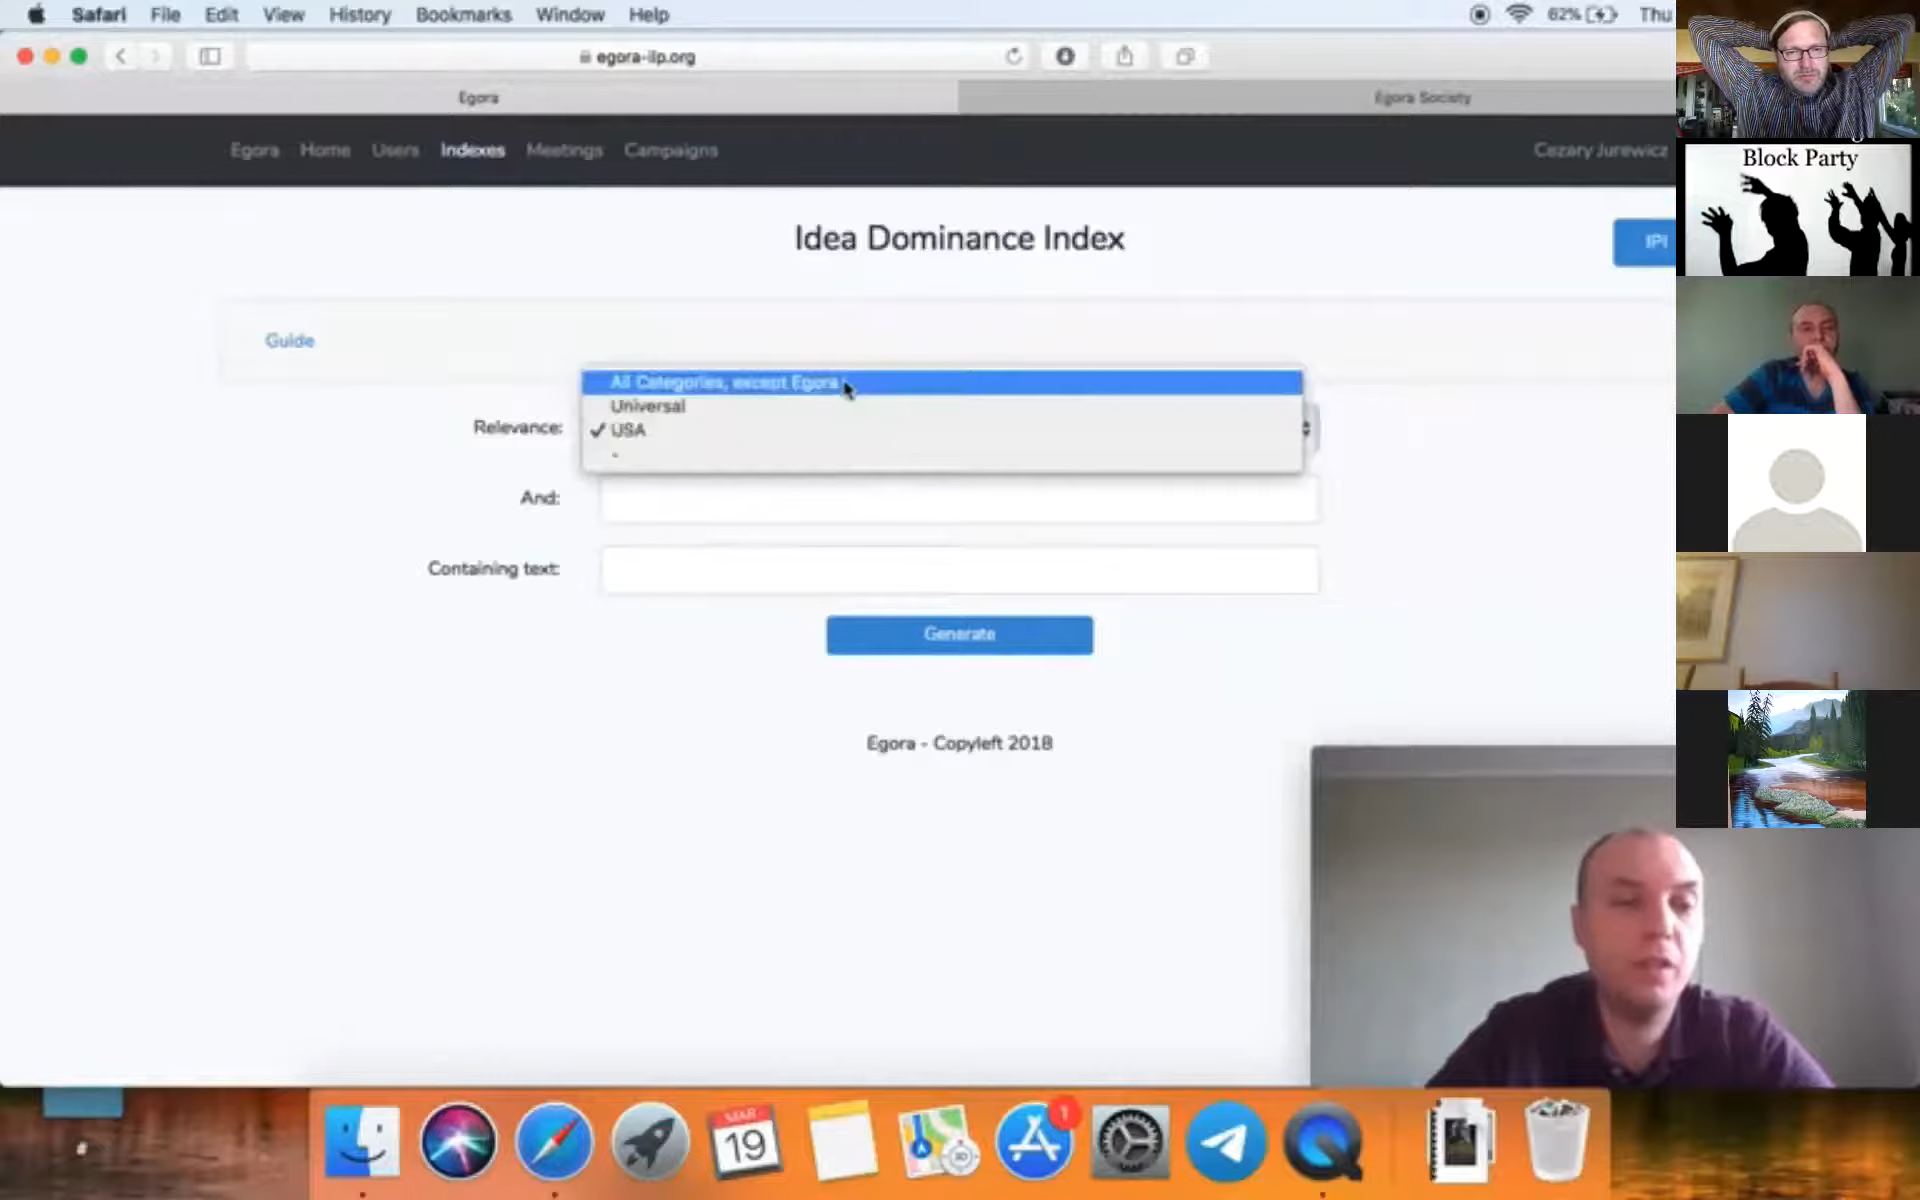 Safari File Edit View History Bookmarks Window Help 62% Thu
egora-ilp.org
Egora Egora Society
Egora Home Users Indexes Meetings Campaigns Cezary Jurewicz
Idea Dominance Index
IPI
Guide
Relevance:
All Categories, except Egora
Universal
✓ USA
-
And:
Containing text:
Generate
Egora - Copyleft 2018
Block Party
MAR
19
1
3D